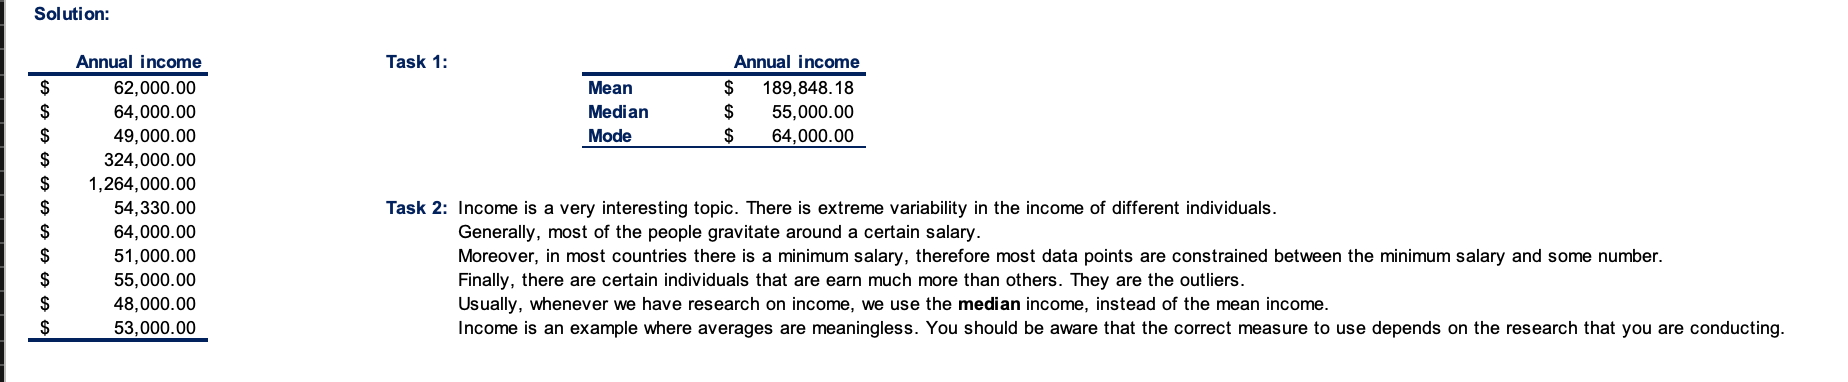 Solution:
Annual income
$ 62,000.00
$ 64,000.00
$ 49,000.00
$ 324,000.00
$ 1,264,000.00
$ 54,330.00
$ 64,000.00
$ 51,000.00
$ 55,000.00
$ 48,000.00
$ 53,000.00
Task 1:
Annual income
Mean $ 189,848.18
Median $ 55,000.00
Mode $ 64,000.00
Task 2: Income is a very interesting topic. There is extreme variability in the income of different individuals.
Generally, most of the people gravitate around a certain salary.
Moreover, in most countries there is a minimum salary, therefore most data points are constrained between the minimum salary and some number.
Finally, there are certain individuals that are earn much more than others. They are the outliers.
Usually, whenever we have research on income, we use the median income, instead of the mean income.
Income is an example where averages are meaningless. You should be aware that the correct measure to use depends on the research that you are conducting.